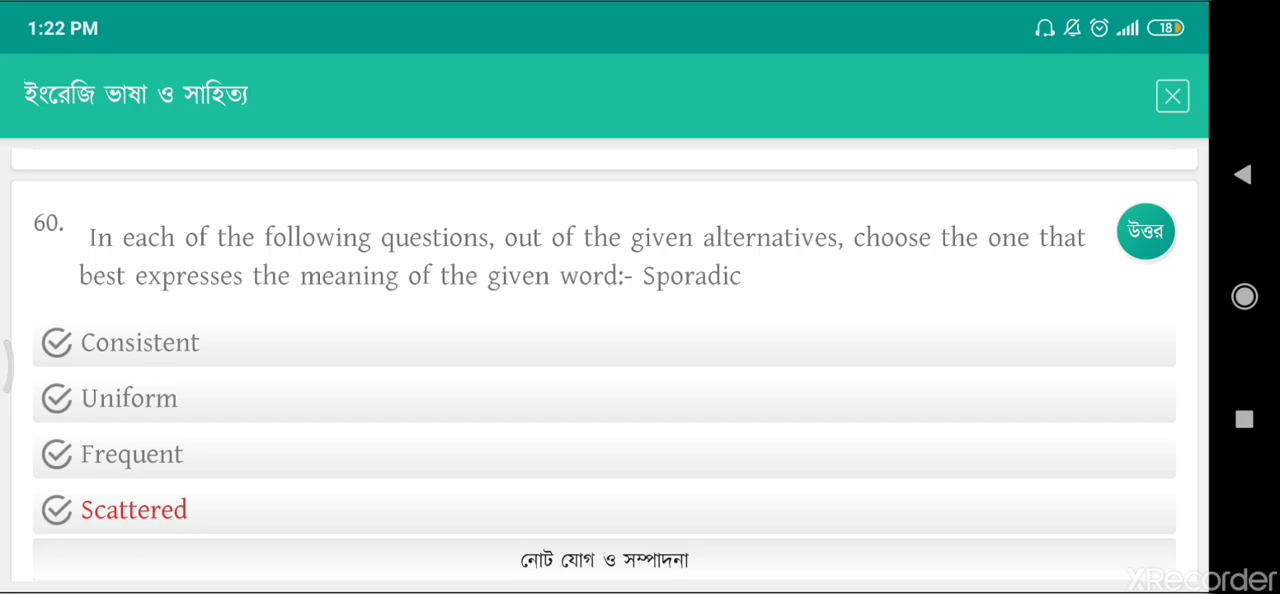 1:22 PM
18
ইংরেজি ভাষা ও সাহিত্য
60.
In each of the following questions, out of the given alternatives, choose the one that
best expresses the meaning of the given word:- Sporadic
উত্তর
Consistent
Uniform
Frequent
Scattered
নোট যোগ ও সম্পাদনা
XRecorder